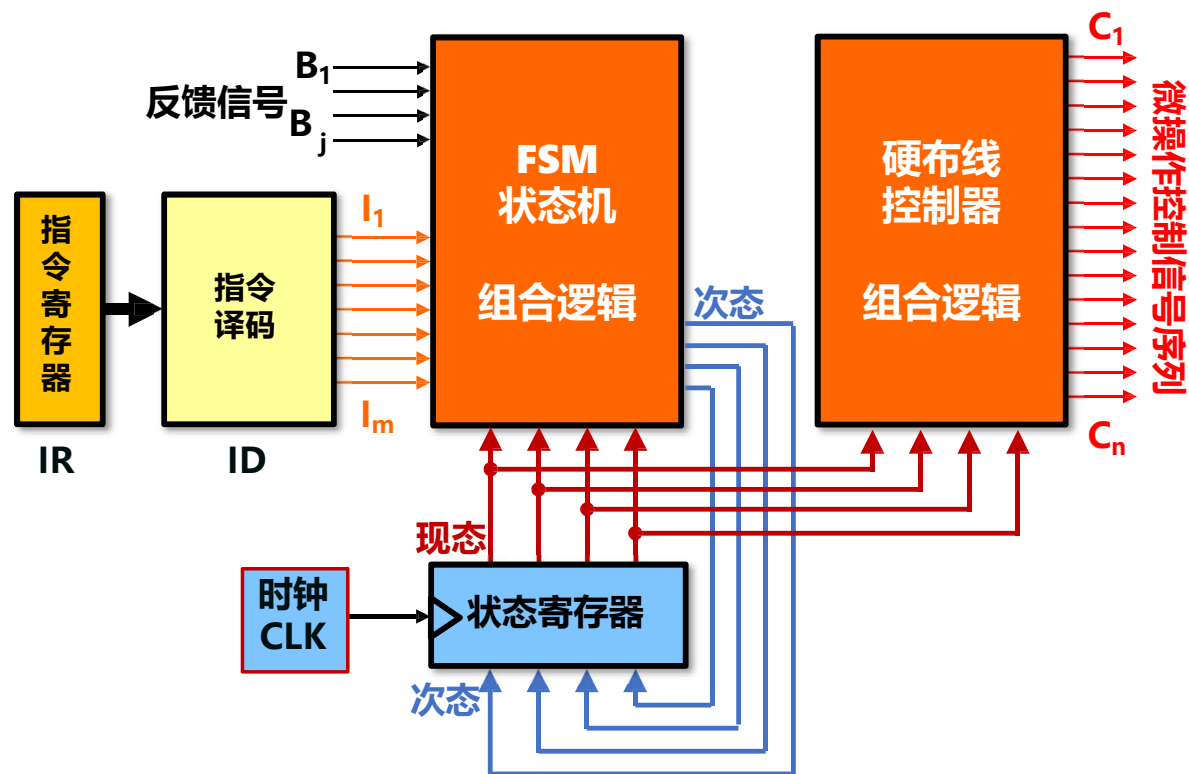 B1
反馈信号
Bj
FSM
状态机
组合逻辑
硬布线
控制器
组合逻辑
C1
微操作控制信号序列
Cn
指令寄存器
IR
指令
译码
ID
I1
Im
次态
现态
时钟
CLK
状态寄存器
次态